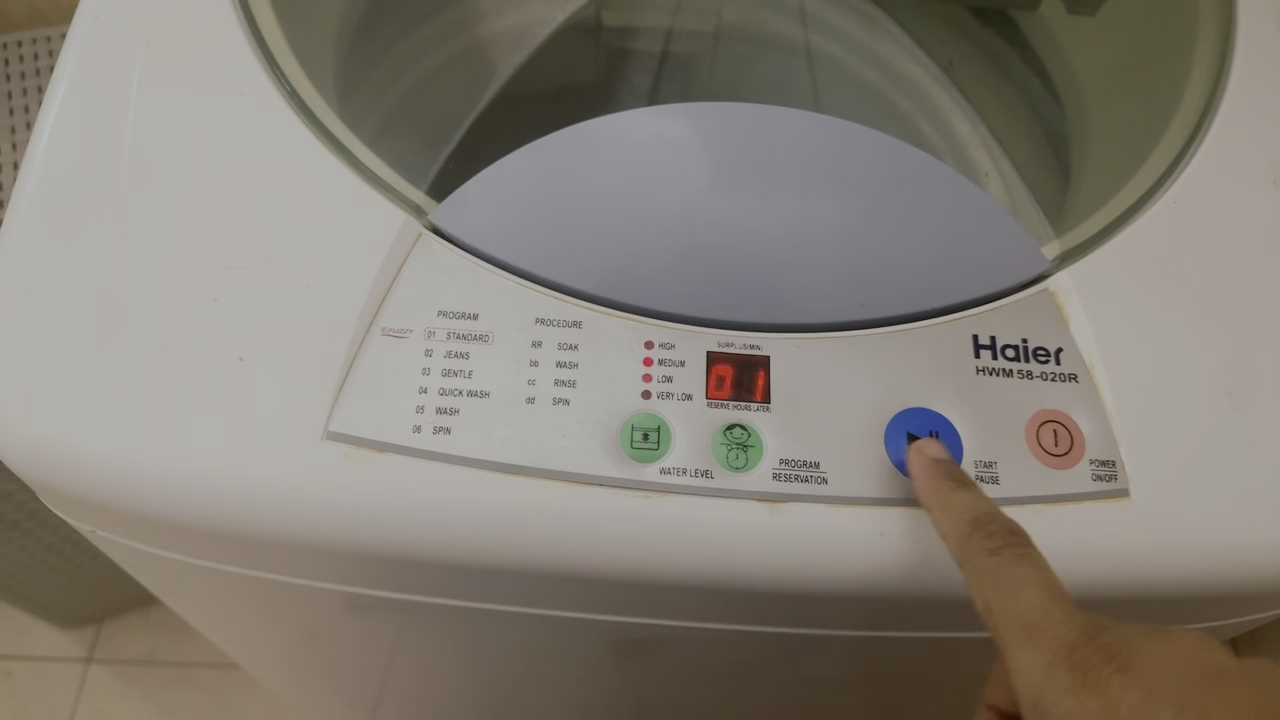 PROGRAM
FUZZY
01 STANDARD
02 JEANS
03 GENTLE
04 QUICK WASH
05 WASH
06 SPIN
PROCEDURE
RR SOAK
bb WASH
cc RINSE
dd SPIN
HIGH
MEDIUM
LOW
VERY LOW
WATER LEVEL
SURPLUS(MIN)
01
RESERVE (HOURS LATER)
PROGRAM
RESERVATION
Haier
HWM 58-020R
START
PAUSE
POWER
ON/OFF